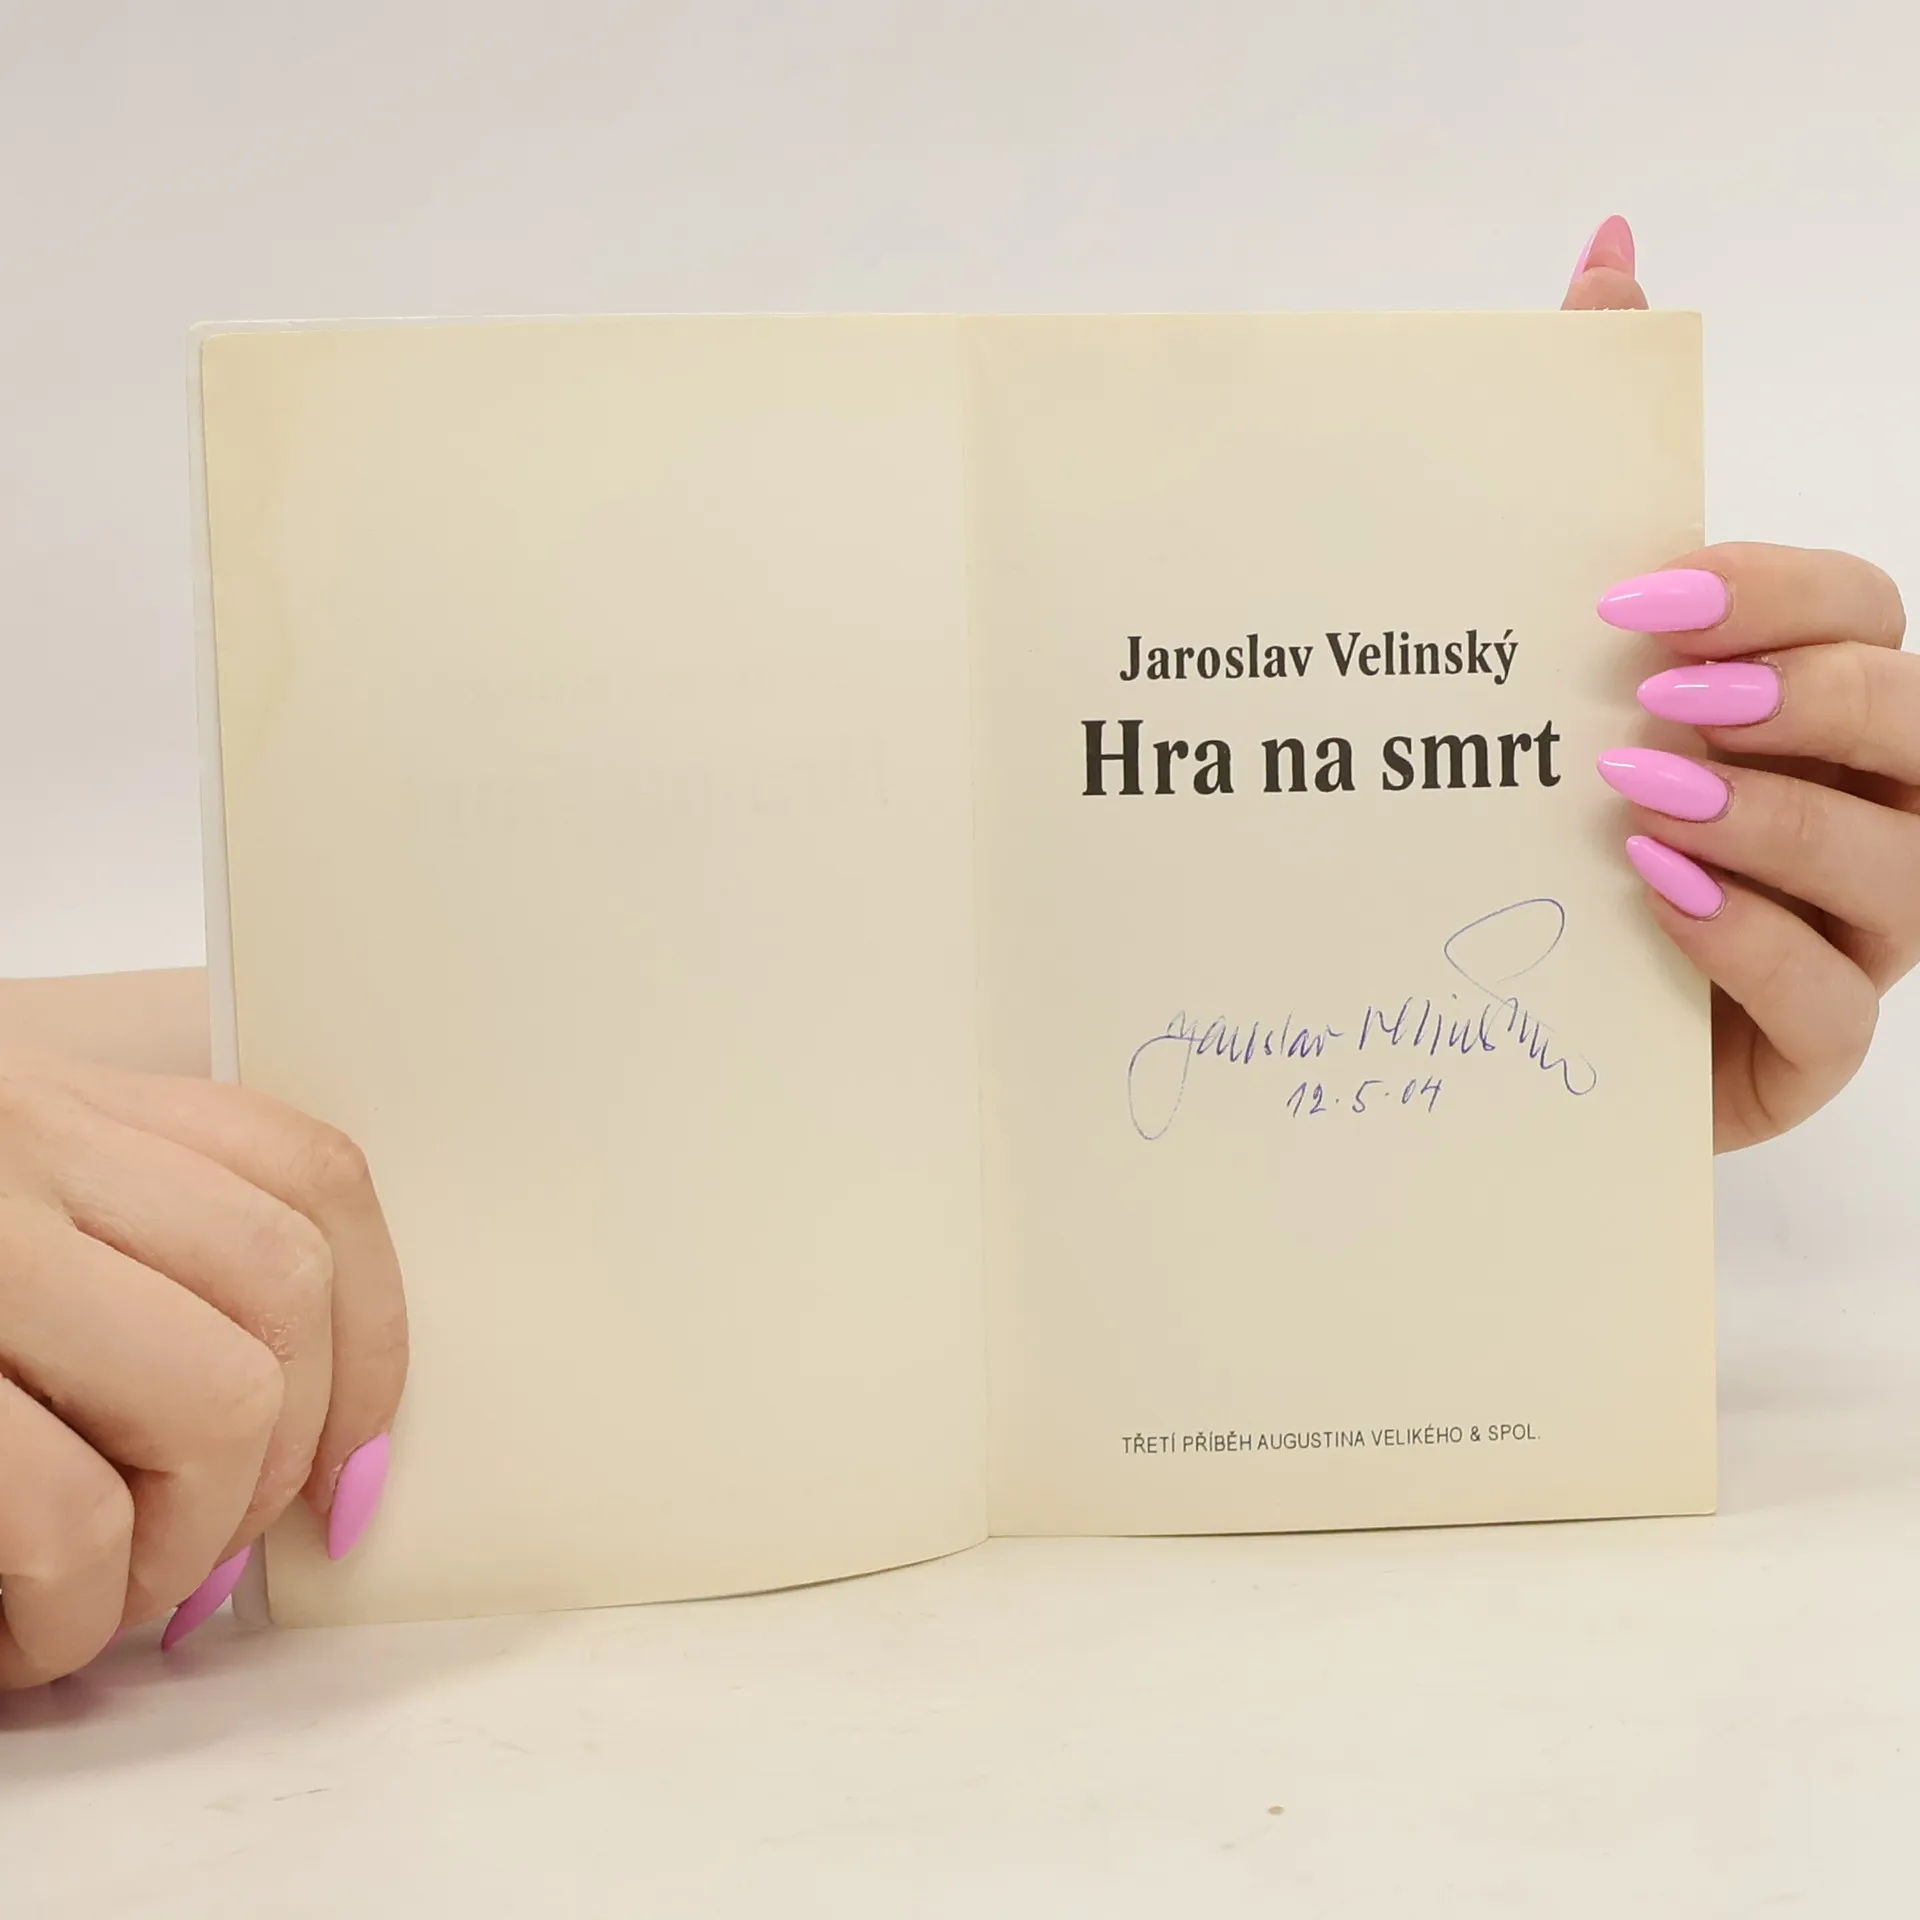 Jaroslav Velinský
Hra na smrt
Jaroslav Velinský
12.5.04
TŘETÍ PŘÍBĚH AUGUSTINA VELIKÉHO & SPOL.